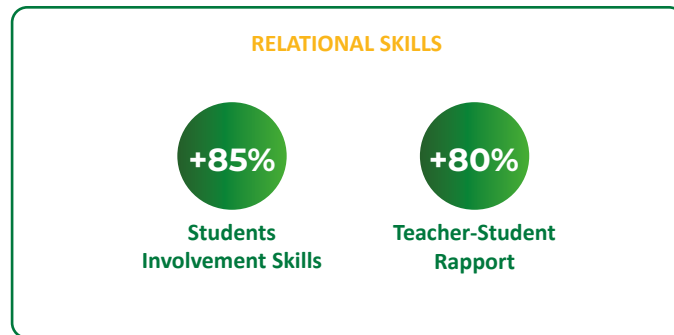 RELATIONAL SKILLS
+85%
+80%
Students
Involvement Skills
Teacher-Student
Rapport